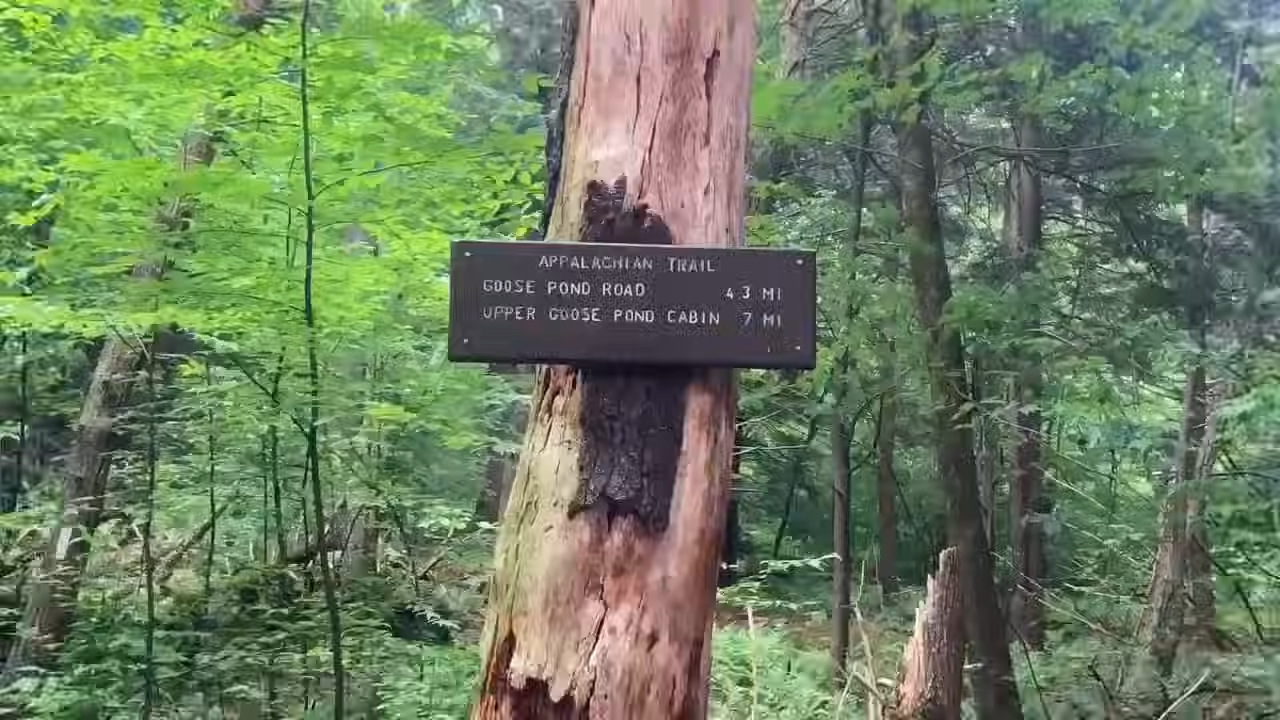 APPALACHIAN TRAIL
GOOSE POND ROAD 4.3 MI
UPPER GOOSE POND CABIN 7 MI